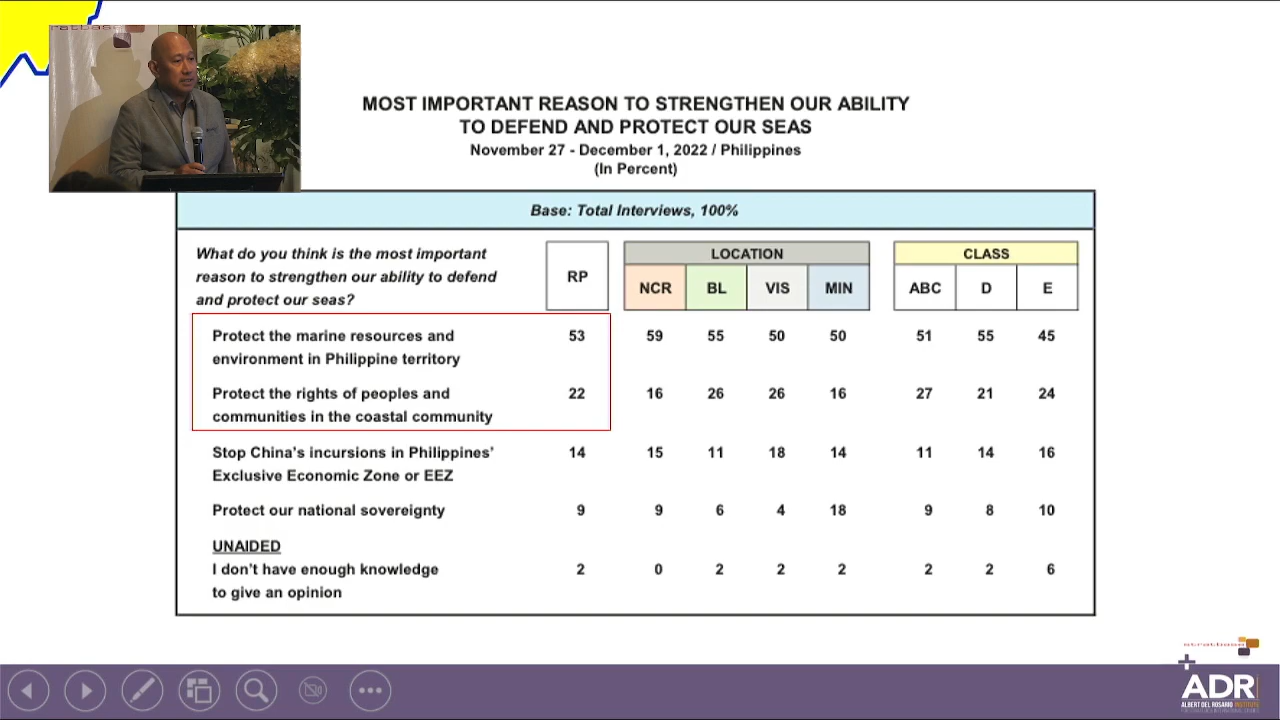 MOST IMPORTANT REASON TO STRENGTHEN OUR ABILITY
TO DEFEND AND PROTECT OUR SEAS
November 27 - December 1, 2022 / Philippines
(In Percent)
Base: Total Interviews, 100%
What do you think is the most important
reason to strengthen our ability to defend
and protect our seas?
RP
LOCATION
CLASS
NCR BL VIS MIN
ABC D E
Protect the marine resources and
environment in Philippine territory
53 59 55 50 50 51 55 45
Protect the rights of peoples and
communities in the coastal community
22 16 26 26 16 27 21 24
Stop China's incursions in Philippines'
Exclusive Economic Zone or EEZ
14 15 11 18 14 11 14 16
Protect our national sovereignty
9 9 6 4 18 9 8 10
UNAIDED
I don't have enough knowledge
to give an opinion
2 0 2 2 2 2 2 6
ADR
ALBERT DEL ROSARIO INSTITUTE